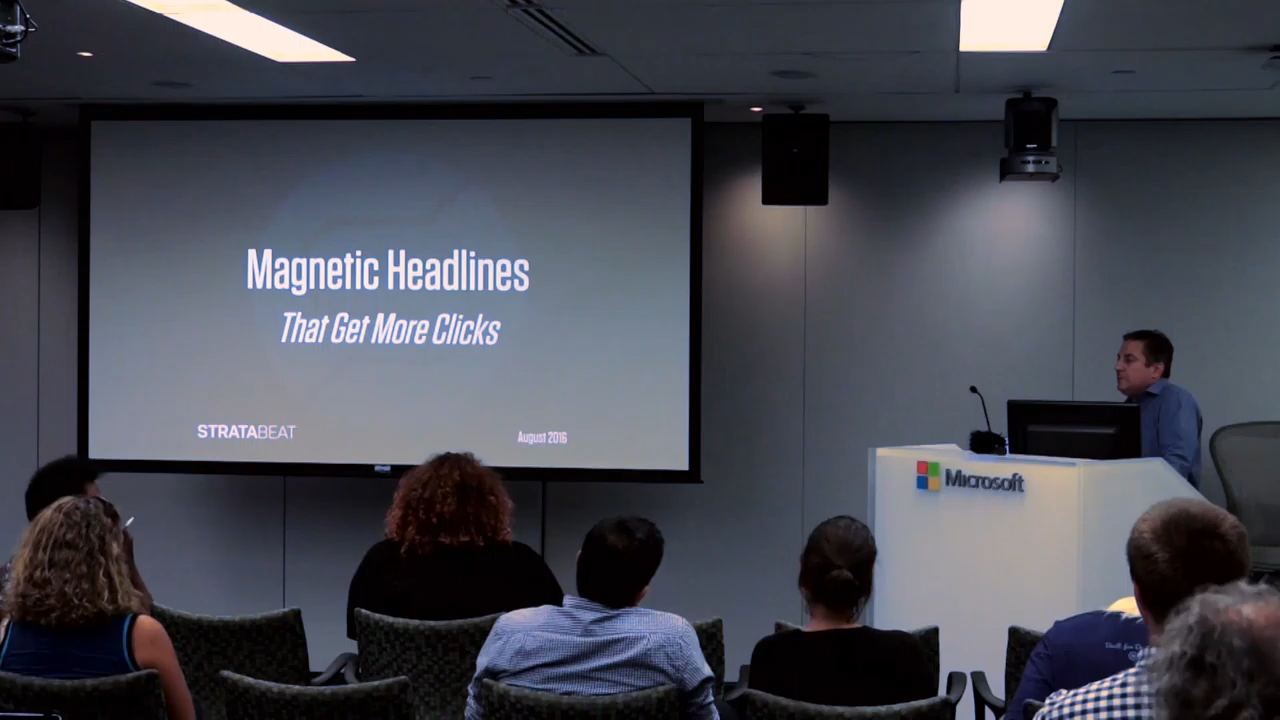 Magnetic Headlines
That Get More Clicks
STRATABEAT
August 2016
Microsoft